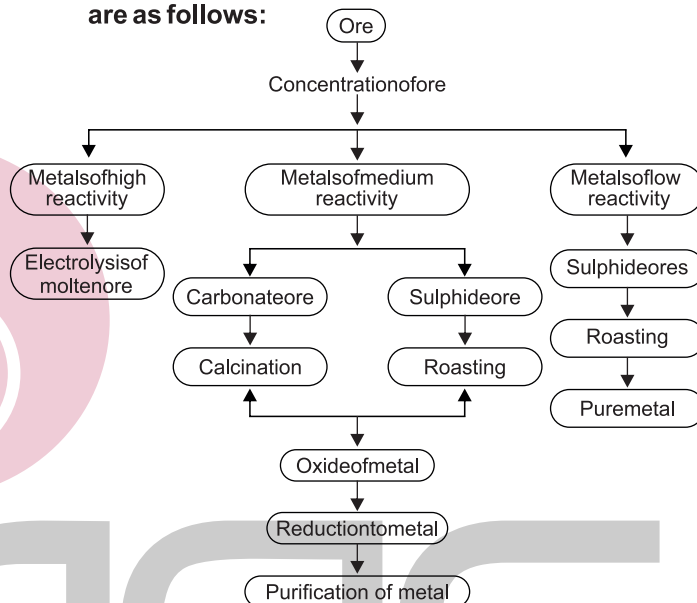 are as follows:
Ore
Concentrationofore
Metalsofhigh
reactivity
Metalsofmedium
reactivity
Metalsoflow
reactivity
Electrolysisof
moltenore
Carbonateore
Sulphideore
Sulphideores
Calcination
Roasting
Roasting
Puremetal
Oxideofmetal
Reductiontometal
Purification of metal